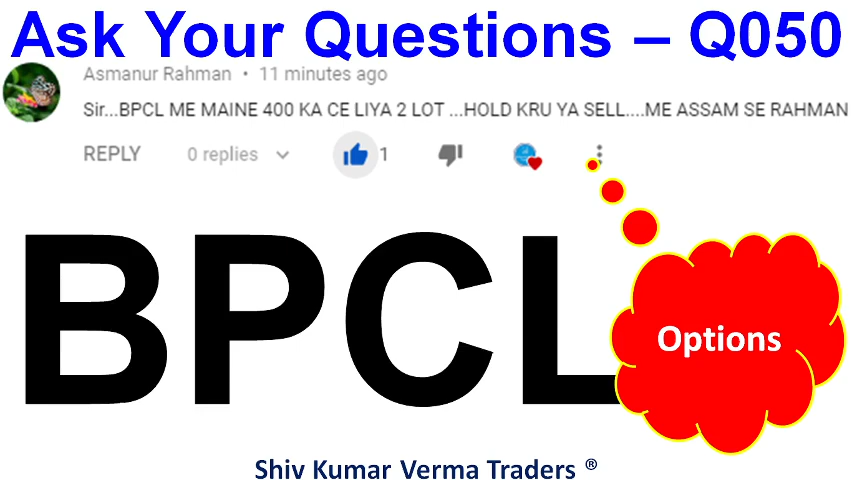 Ask Your Questions – Q050
Asmanur Rahman • 11 minutes ago
Sir...BPCL ME MAINE 400 KA CE LIYA 2 LOT ...HOLD KRU YA SELL....ME ASSAM SE RAHMAN
REPLY 0 replies 1
BPCL
Options
Shiv Kumar Verma Traders ®